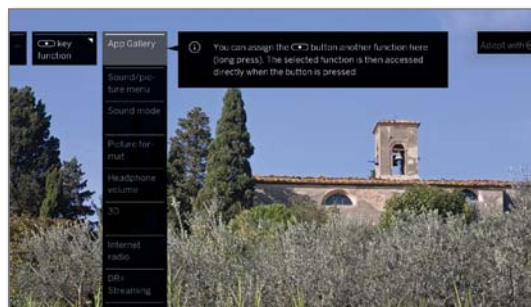 key
function
App Gallery
You can assign the button another function here
(long press). The selected function is then accessed
directly when the button is pressed.
Adept with
Sound/pic-
ture menu
Sound mode
Picture for-
mat
Headphone
volume
3D
Internet
radio
DR+
Streaming